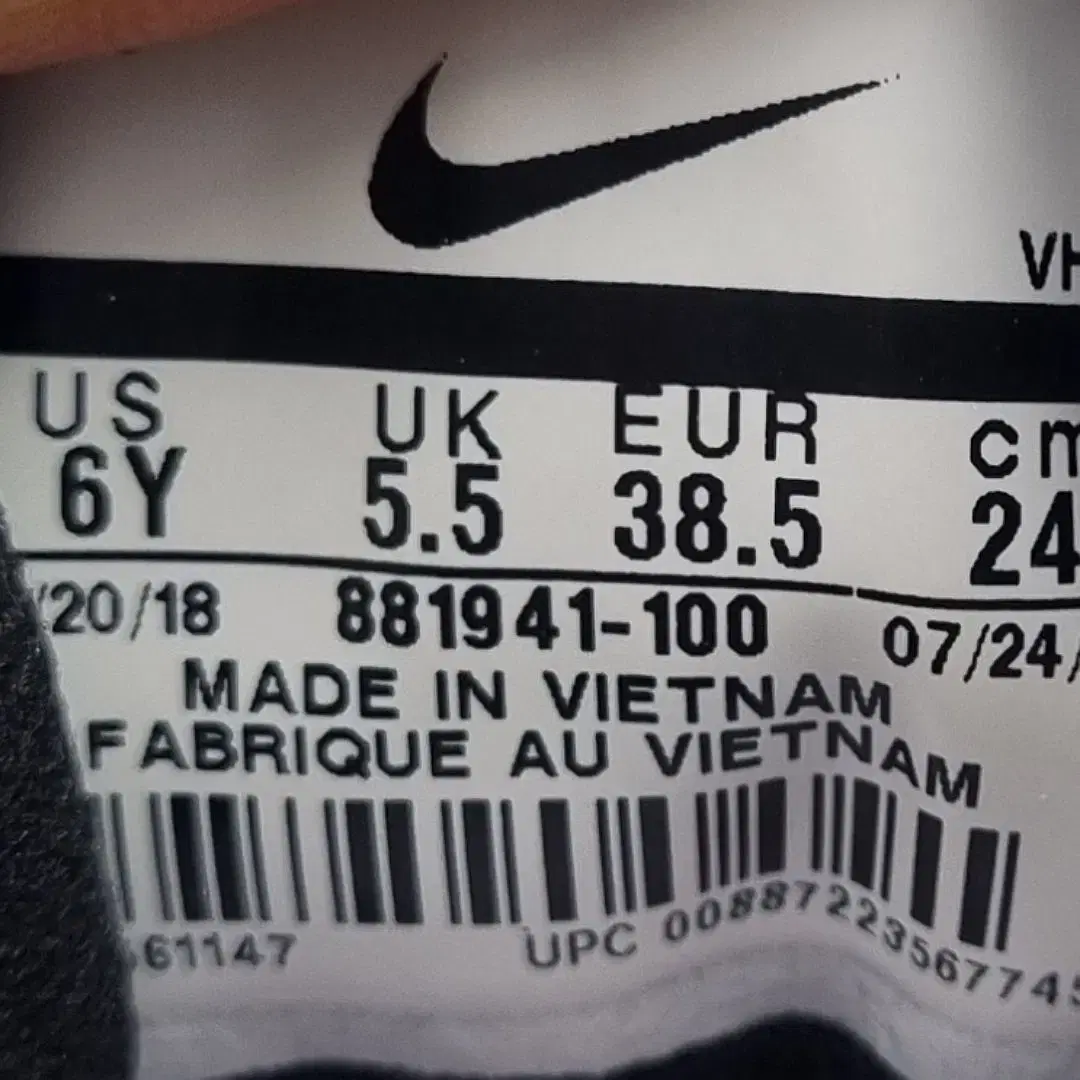 VH
US UK EUR cm
6Y 5.5 38.5 24
/20/18 881941-100 07/24/
MADE IN VIETNAM
FABRIQUE AU VIETNAM
61147 UPC 00887223567745